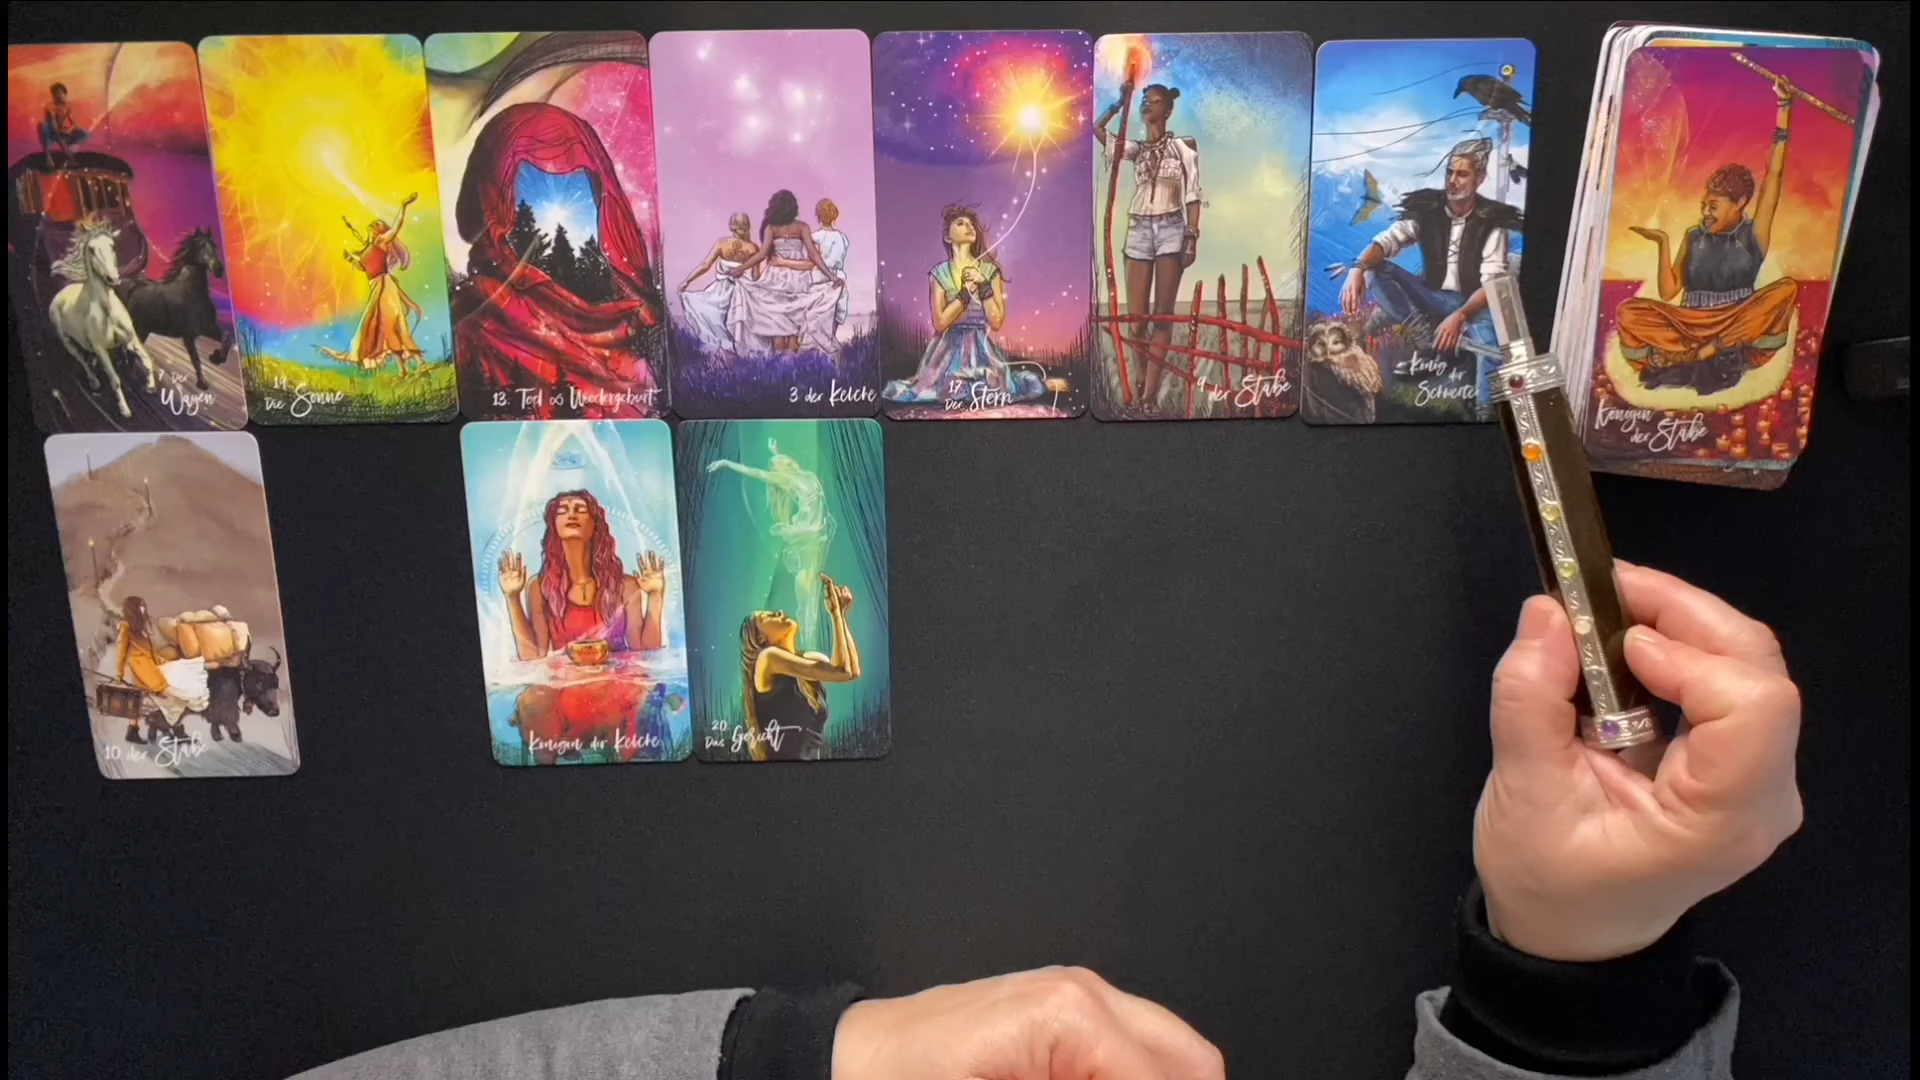 7. Der
Wagen
19.
Die Sonne
13. Tod & Wiedergeburt
3 der Kelche
17.
Der Stern
9 der Stäbe
König
der
Schwerter
Königin
der Stäbe
10 der Stäbe
Königin der Kelche
20.
Das Gericht